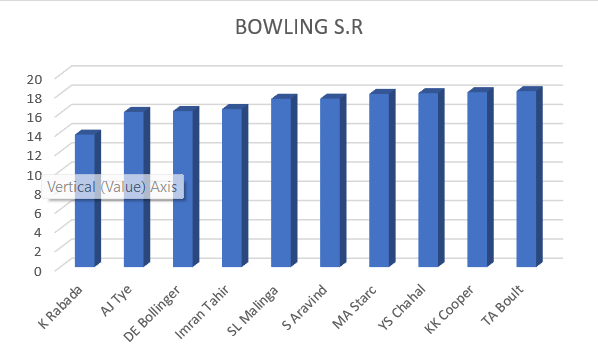 BOWLING S.R
20
18
16
14
12
10
8
6
4
2
0
Vertical (Value) Axis
K Rabada
AJ Tye
DE Bollinger
Imran Tahir
SL Malinga
S Aravind
MA Starc
YS Chahal
KK Cooper
TA Boult